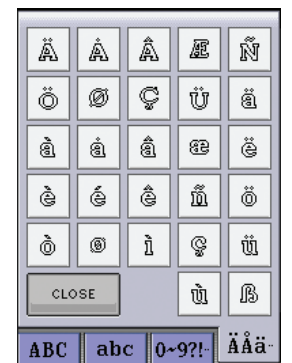 Ä Å Â Æ Ñ
Ö Ø Ç Ü ä
à å â æ ë
è é ê ñ ö
ò ø ì ç ü
CLOSE ù ß
ABC abc 0~9?!·· ÄÅä··